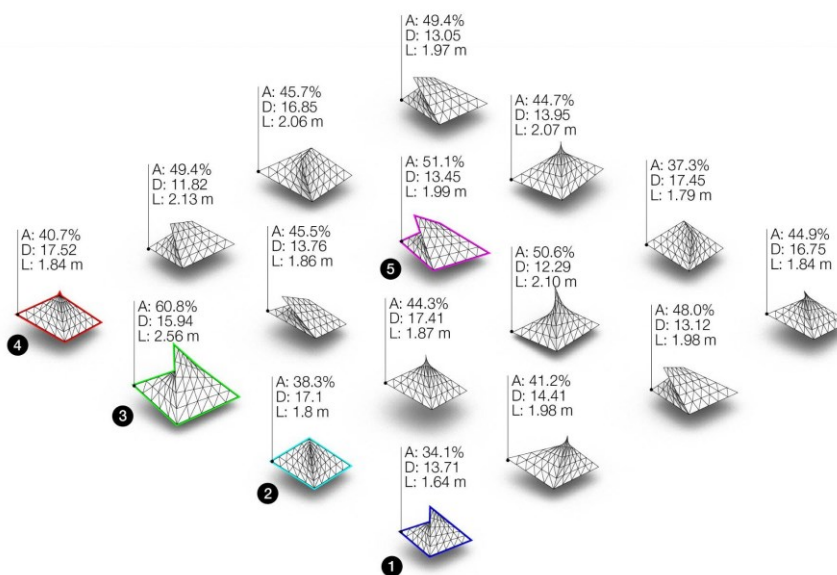 A: 49.4%
D: 13.05
L: 1.97 m
A: 45.7%
D: 16.85
L: 2.06 m
A: 44.7%
D: 13.95
L: 2.07 m
A: 49.4%
D: 11.82
L: 2.13 m
A: 51.1%
D: 13.45
L: 1.99 m
A: 37.3%
D: 17.45
L: 1.79 m
A: 40.7%
D: 17.52
L: 1.84 m
A: 45.5%
D: 13.76
L: 1.86 m
5
A: 50.6%
D: 12.29
L: 2.10 m
A: 44.9%
D: 16.75
L: 1.84 m
4
A: 60.8%
D: 15.94
L: 2.56 m
A: 44.3%
D: 17.41
L: 1.87 m
A: 48.0%
D: 13.12
L: 1.98 m
3
A: 38.3%
D: 17.1
L: 1.8 m
A: 41.2%
D: 14.41
L: 1.98 m
2
A: 34.1%
D: 13.71
L: 1.64 m
1